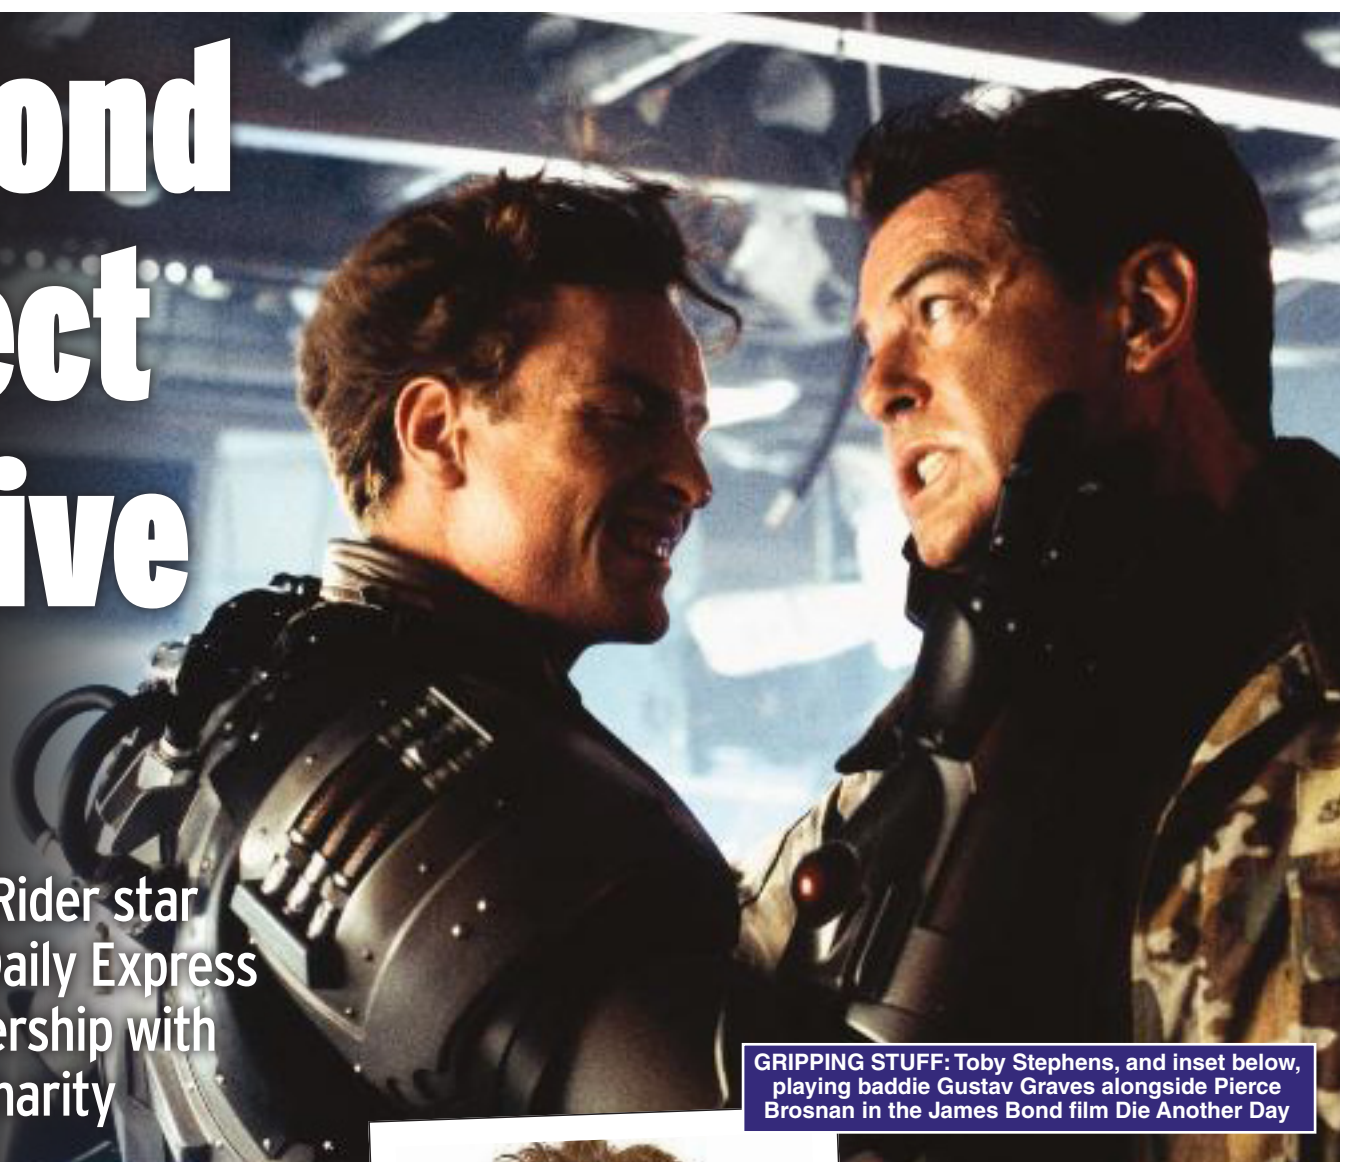 ond
ect
ive
Rider star
Daily Express
ership with
harity
GRIPPING STUFF: Toby Stephens, and inset below,
playing baddie Gustav Graves alongside Pierce
Brosnan in the James Bond film Die Another Day